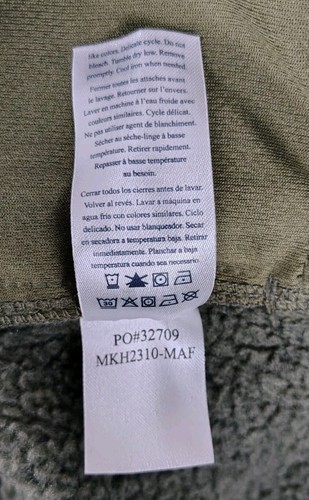 like colors. Delicate cycle. Do not
bleach. Tumble dry low. Remove
promptly. Cool iron when needed.
Fermer toutes les attaches avant
le lavage. Retourner sur l'envers.
Laver en machine à l'eau froide avec
couleurs similaires. Cycle délicat.
Ne pas utiliser agent de blanchiment.
Sécher au sèche-linge à basse
température. Retirer rapidement.
Repasser à basse température
au besoin.
Cerrar todos los cierres antes de lavar.
Volver al revés. Lavar a máquina en
agua fría con colores similares. Ciclo
delicado. No usar blanqueador. Secar
en secadora a temperatura baja. Retirar
inmediatamente. Planchar a baja
temperatura cuando sea necesario.
30
PO#32709
MKH2310-MAF